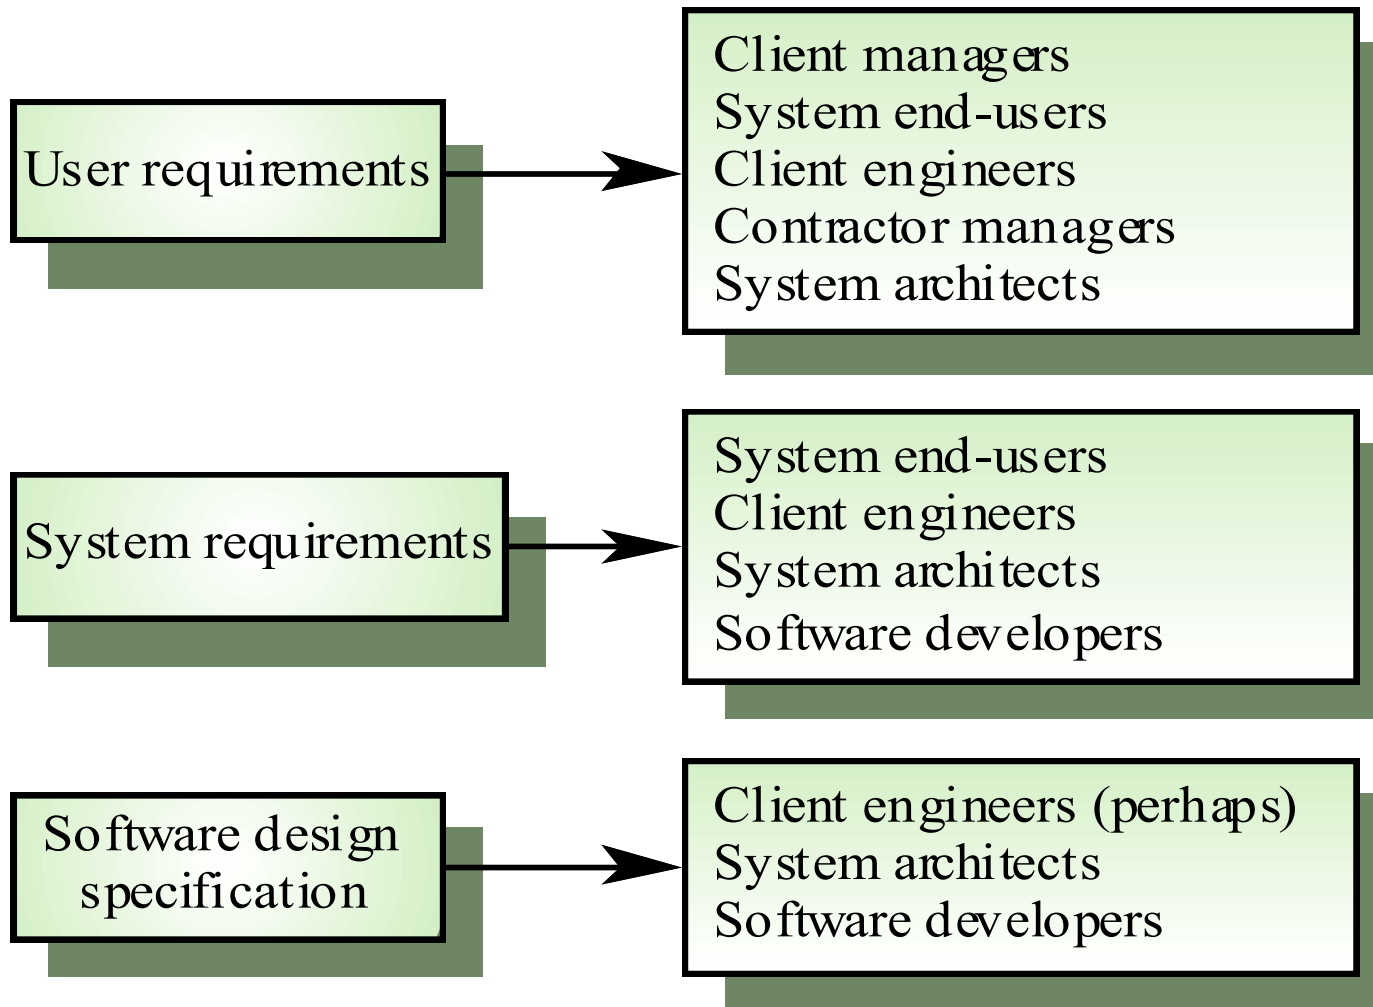 User requirements
Client managers
System end-users
Client engineers
Contractor managers
System architects
System requirements
System end-users
Client engineers
System architects
Software developers
Software design
specification
Client engineers (perhaps)
System architects
Software developers